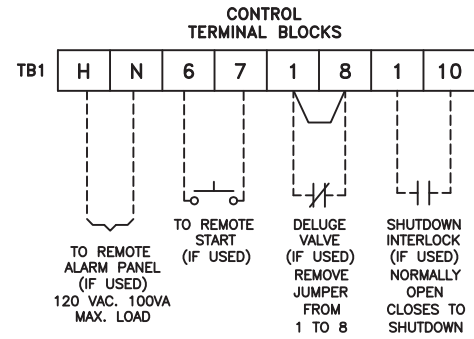 CONTROL
TERMINAL BLOCKS
TB1 H N 6 7 1 8 1 10
TO REMOTE
ALARM PANEL
(IF USED)
120 VAC. 100VA
MAX. LOAD
TO REMOTE
START
(IF USED)
DELUGE
VALVE
(IF USED)
REMOVE
JUMPER
FROM
1 TO 8
SHUTDOWN
INTERLOCK
(IF USED)
NORMALLY
OPEN
CLOSES TO
SHUTDOWN